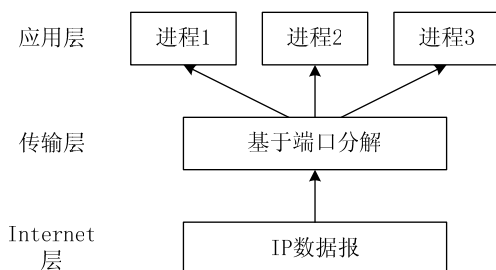 应用层
进程1
进程2
进程3
传输层
基于端口分解
Internet
层
IP数据报